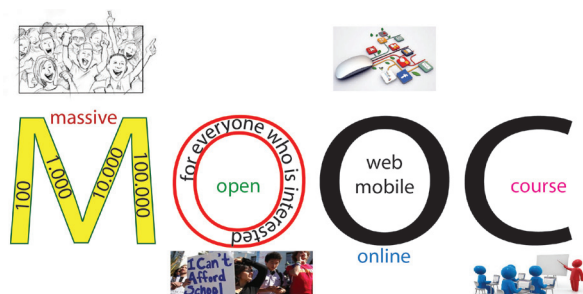 massive
M
100
1.000
10.000
100.000
for everyone who is interested
O
open
I Can't
Afford
School
O
web
mobile
online
C
course